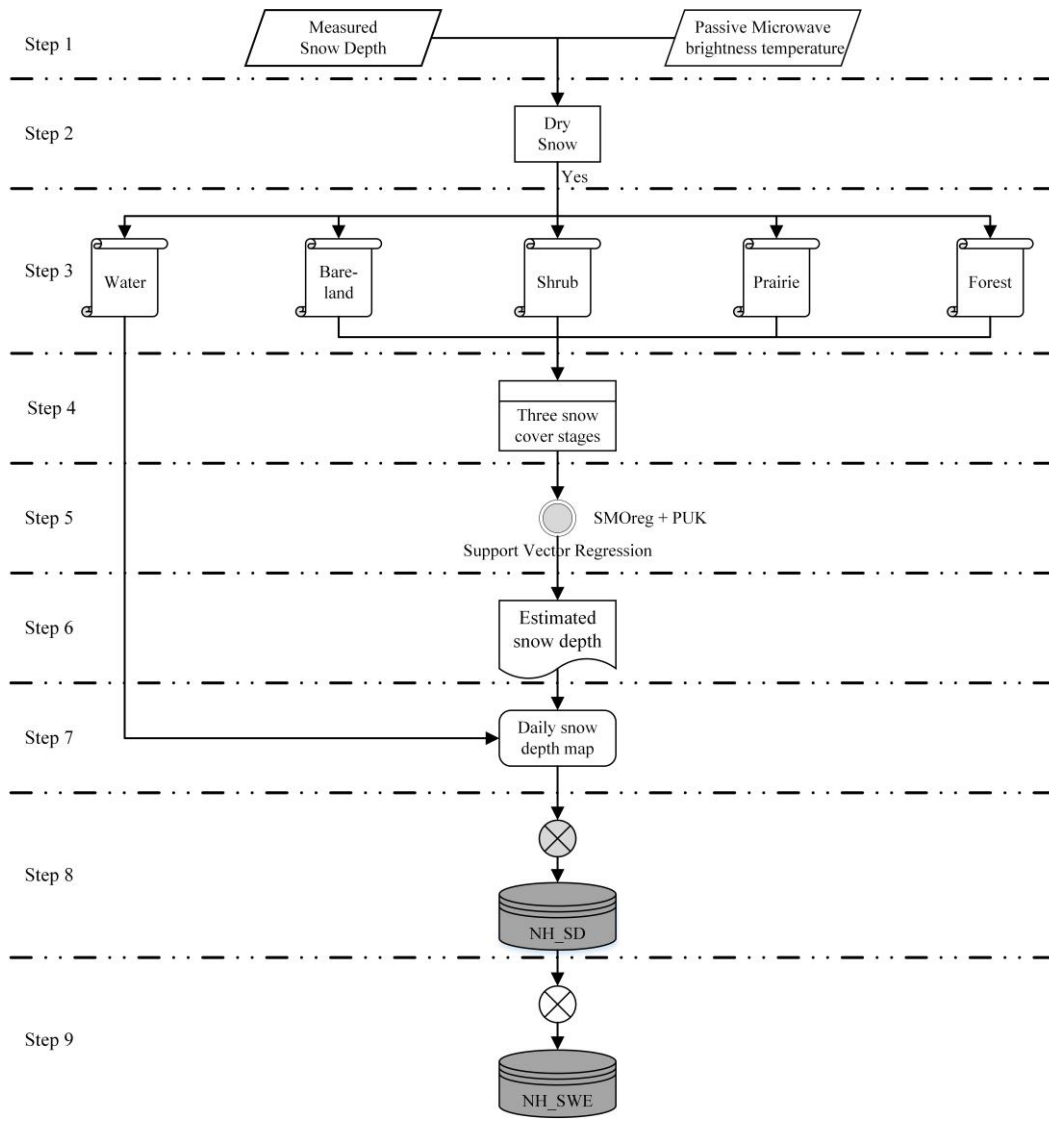 Step 1
Measured
Snow Depth
Passive Microwave
brightness temperature
Step 2
Dry
Snow
Yes
Step 3
Water
Bare-
land
Shrub
Prairie
Forest
Step 4
Three snow
cover stages
Step 5
SMOreg + PUK
Support Vector Regression
Step 6
Estimated
snow depth
Step 7
Daily snow
depth map
Step 8
NH_SD
Step 9
NH_SWE